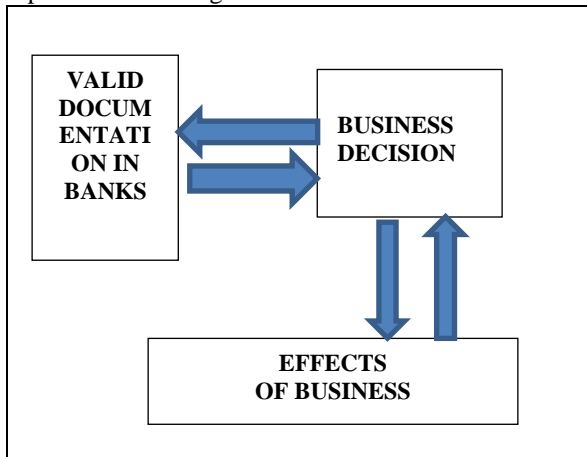 VALID
DOCUM
ENTATI
ON IN
BANKS
BUSINESS
DECISION
EFFECTS
OF BUSINESS